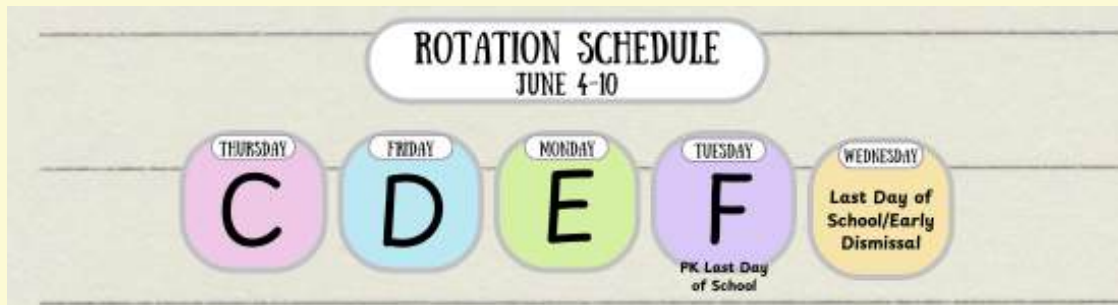 ROTATION SCHEDULE
JUNE 4-10
THURSDAY
C
FRIDAY
D
MONDAY
E
TUESDAY
F
PK Last Day
of School
WEDNESDAY
Last Day of
School/Early
Dismissal